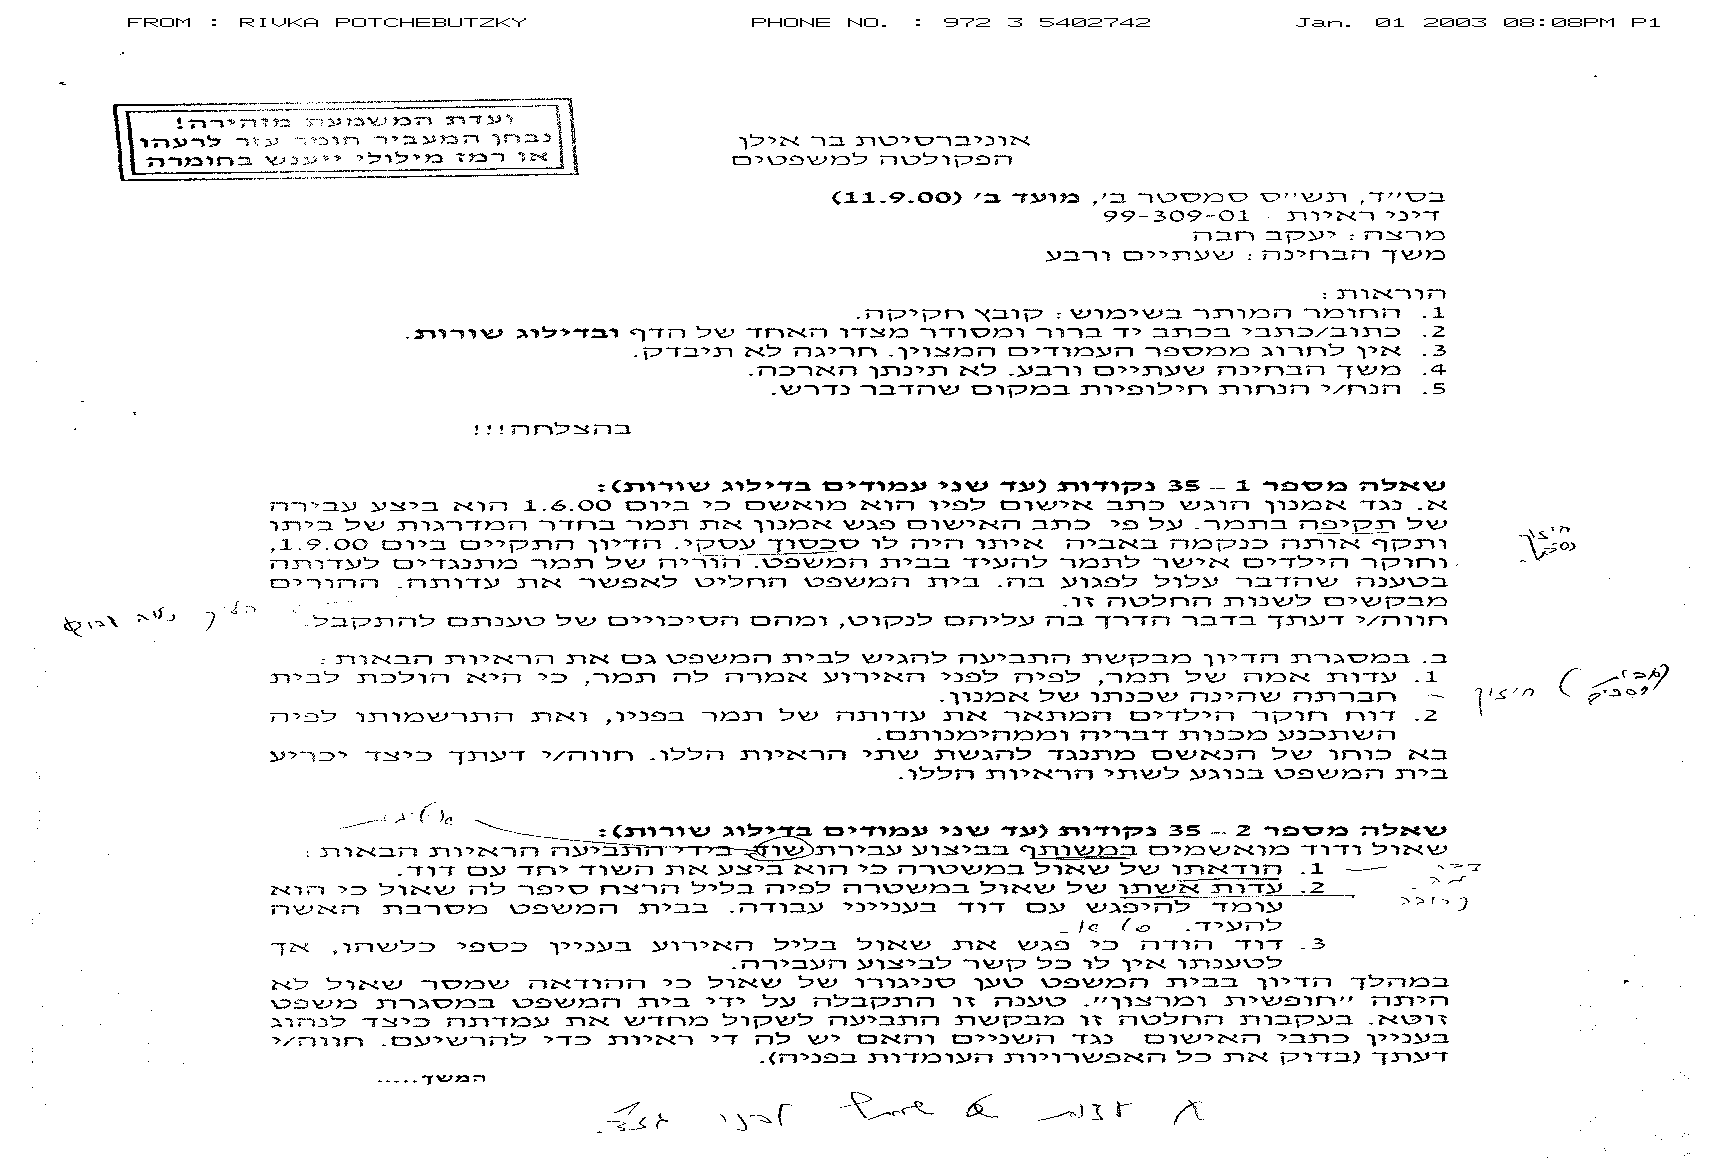 FROM : RIVKA POTCHEBUTZKY PHONE NO. : 972 3 5402742 Jan. 01 2003 08:08PM P1
ועדת המשמעת מזהירה!
נבחן המעביר חומר עזר לרעהו
או רמז מילולי ייענש בחומרה
אוניברסיטת בר אילן
הפקולטה למשפטים
בס"ד, תש"ס סמסטר ב', מועד ב' (11.9.00)
דיני ראיות 99-309-01
מרצה: יעקב חבה
משך הבחינה: שעתיים ורבע
הוראות:
1. החומר המותר בשימוש: קובץ חקיקה.
2. כתוב/כתבי בכתב יד ברור ומסודר מצדו האחד של הדף ובדילוג שורות.
3. אין לחרוג ממספר העמודים המצוין. חריגה לא תיבדק.
4. משך הבחינה שעתיים ורבע. לא תינתן הארכה.
5. הנח/י הנחות חילופיות במקום שהדבר נדרש.
בהצלחה!!!
שאלה מספר 1 - 35 נקודות (עד שני עמודים בדילוג שורות):
א. נגד אמנון הוגש כתב אישום לפיו הוא מואשם כי ביום 1.6.00 הוא ביצע עבירה
של תקיפה בתמר. על פי כתב האישום פגש אמנון את תמר בחדר המדרגות של ביתו
ותקף אותה כנקמה באביה איתו היה לו סכסוך עסקי. הדיון התקיים ביום 1.9.00,
וחוקר הילדים אישר לתמר להעיד בבית המשפט. הוריה של תמר מתנגדים לעדותה
בטענה שהדבר עלול לפגוע בה. בית המשפט החליט לאפשר את עדותה. ההורים
מבקשים לשנות החלטה זו.
חווה/י דעתך בדבר הדרך בה עליהם לנקוט, ומהם הסיכויים של טענתם להתקבל.
ב. במסגרת הדיון מבקשת התביעה להגיש לבית המשפט גם את הראיות הבאות:
1. עדות אמה של תמר, לפיה לפני האירוע אמרה לה תמר, כי היא הולכת לבית
חברתה שהינה שכנתו של אמנון.
2. דוח חוקר הילדים המתאר את עדותה של תמר בפניו, ואת התרשמותו לפיה
השתכנע מכנות דבריה וממהימנותם.
בא כוחו של הנאשם מתנגד להגשת שתי הראיות הללו. חווה/י דעתך כיצד יכריע
בית המשפט בנוגע לשתי הראיות הללו.
שאלה מספר 2 - 35 נקודות (עד שני עמודים בדילוג שורות):
שאול ודוד מואשמים במשותף בביצוע עבירת שוד. בידי התביעה הראיות הבאות:
1. הודאתו של שאול במשטרה כי הוא ביצע את השוד יחד עם דוד.
2. עדות אשתו של שאול במשטרה לפיה בליל הרצח סיפר לה שאול כי הוא
עומד להיפגש עם דוד בענייני עבודה. בבית המשפט מסרבת האשה
להעיד.
3. דוד הודה כי פגש את שאול בליל האירוע בעניין כספי כלשהו, אך
לטענתו אין לו כל קשר לביצוע העבירה.
במהלך הדיון בבית המשפט טען סניגורו של שאול כי ההודאה שמסר שאול לא
היתה "חופשית ומרצון". טענה זו התקבלה על ידי בית המשפט במסגרת משפט
זוטא. בעקבות החלטה זו מבקשת התביעה לשקול מחדש את עמדתה כיצד לנהוג
בעניין כתבי האישום נגד השניים והאם יש לה די ראיות כדי להרשיעם. חווה/י
דעתך (בדוק את כל האפשרויות העומדות בפניה).
המשך.....